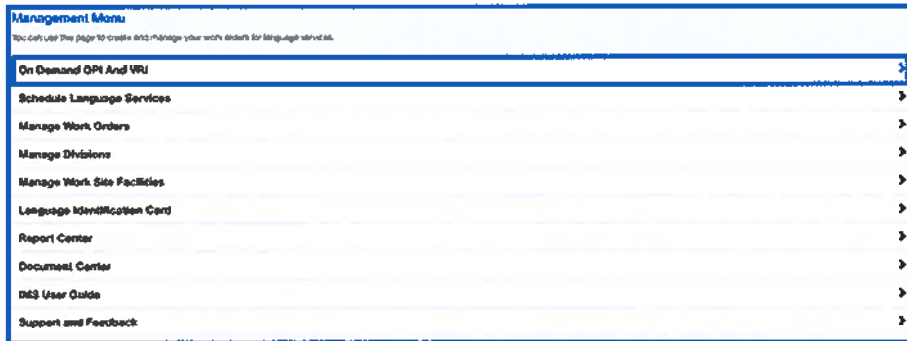 Management Menu
You can use this page to create and manage your work orders for language services.
On Demand OPI And VRI
Schedule Language Services
Manage Work Orders
Manage Divisions
Manage Work Site Facilities
Language Identification Card
Report Center
Document Center
User Guide
Support and Feedback